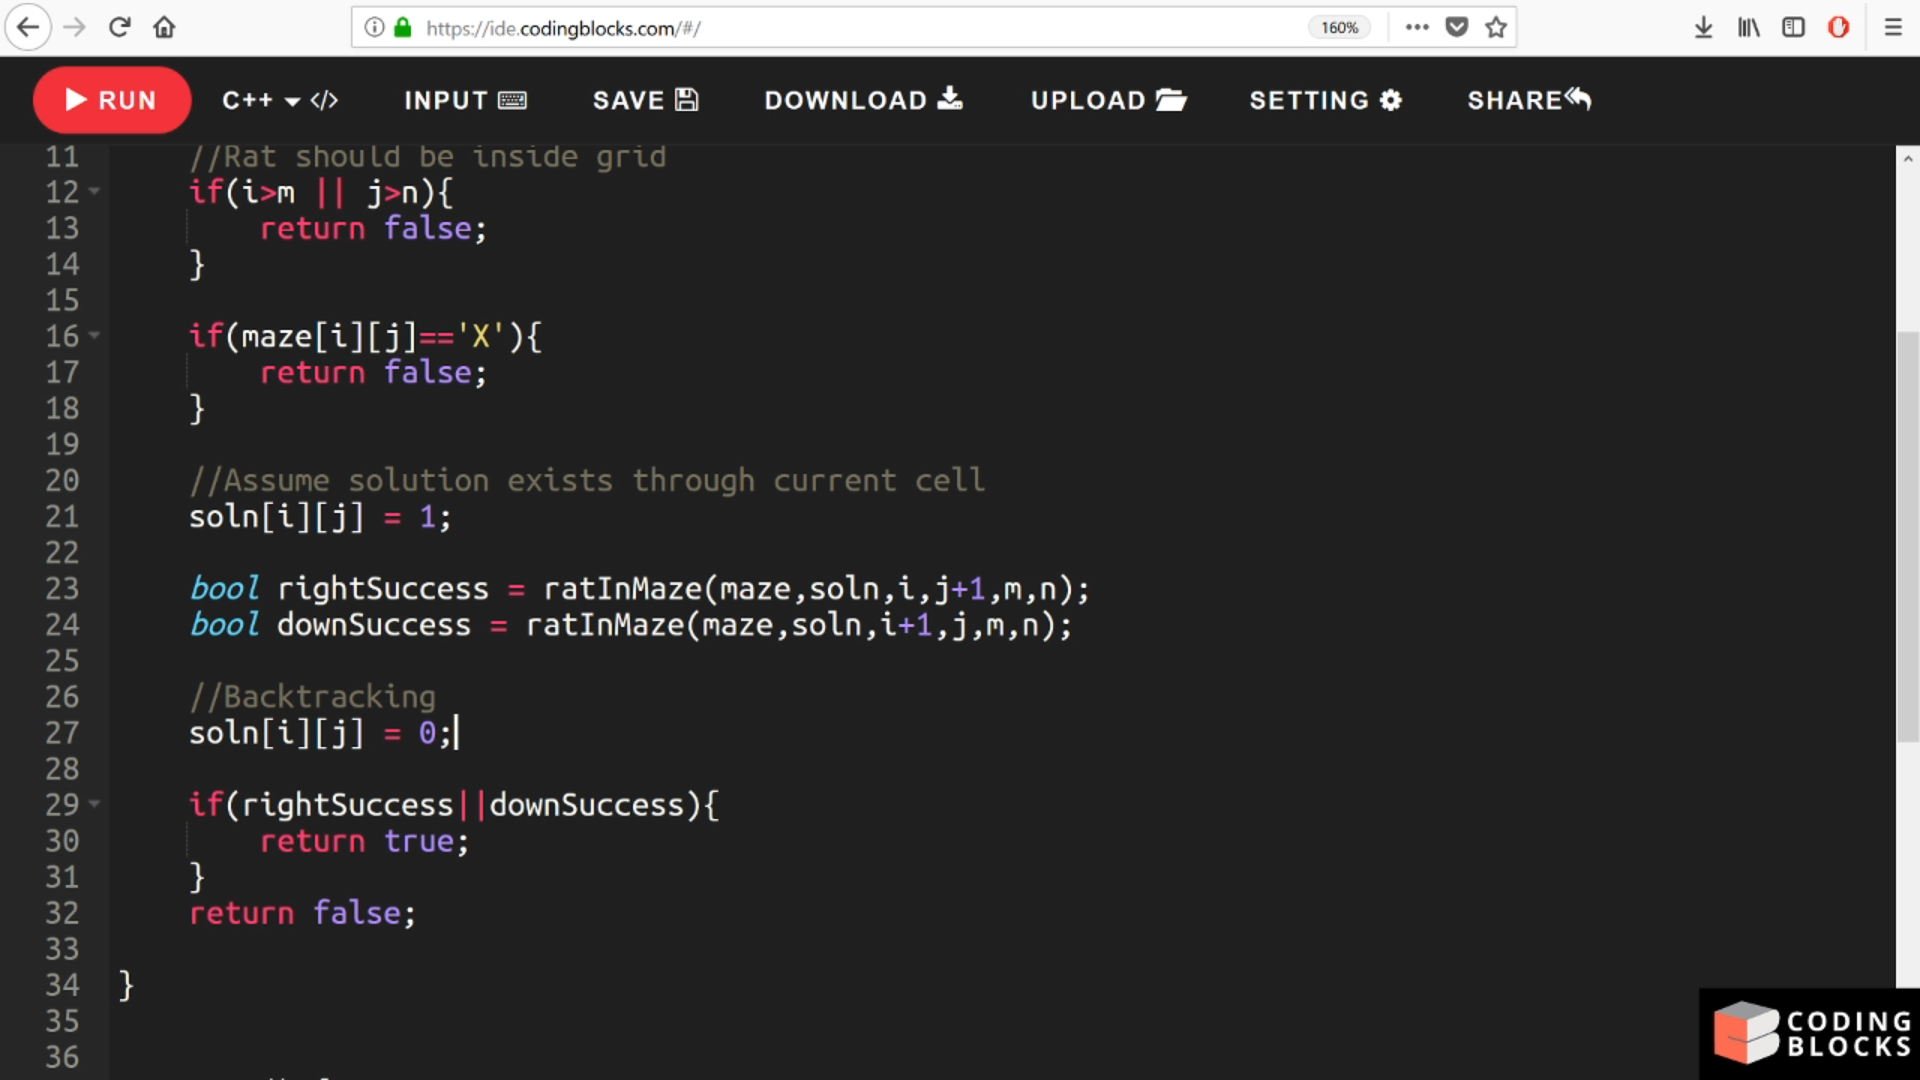 https://ide.codingblocks.com/#/
160%
RUN
C++ </>
INPUT
SAVE
DOWNLOAD
UPLOAD
SETTING
SHARE
11 //Rat should be inside grid
12 if(i>m || j>n){
13 return false;
14 }
15
16 if(maze[i][j]=='X'){
17 return false;
18 }
19
20 //Assume solution exists through current cell
21 soln[i][j] = 1;
22
23 bool rightSuccess = ratInMaze(maze,soln,i,j+1,m,n);
24 bool downSuccess = ratInMaze(maze,soln,i+1,j,m,n);
25
26 //Backtracking
27 soln[i][j] = 0;
28
29 if(rightSuccess||downSuccess){
30 return true;
31 }
32 return false;
33
34 }
35
36
CODING
BLOCKS